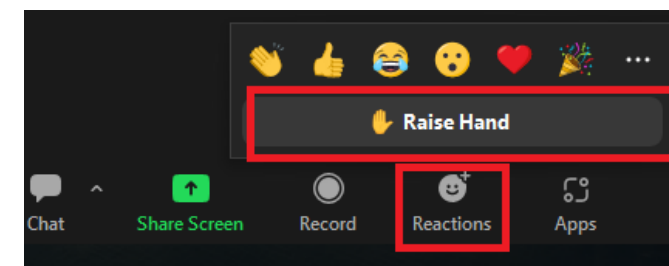 Raise Hand
Chat
Share Screen
Record
Reactions
Apps